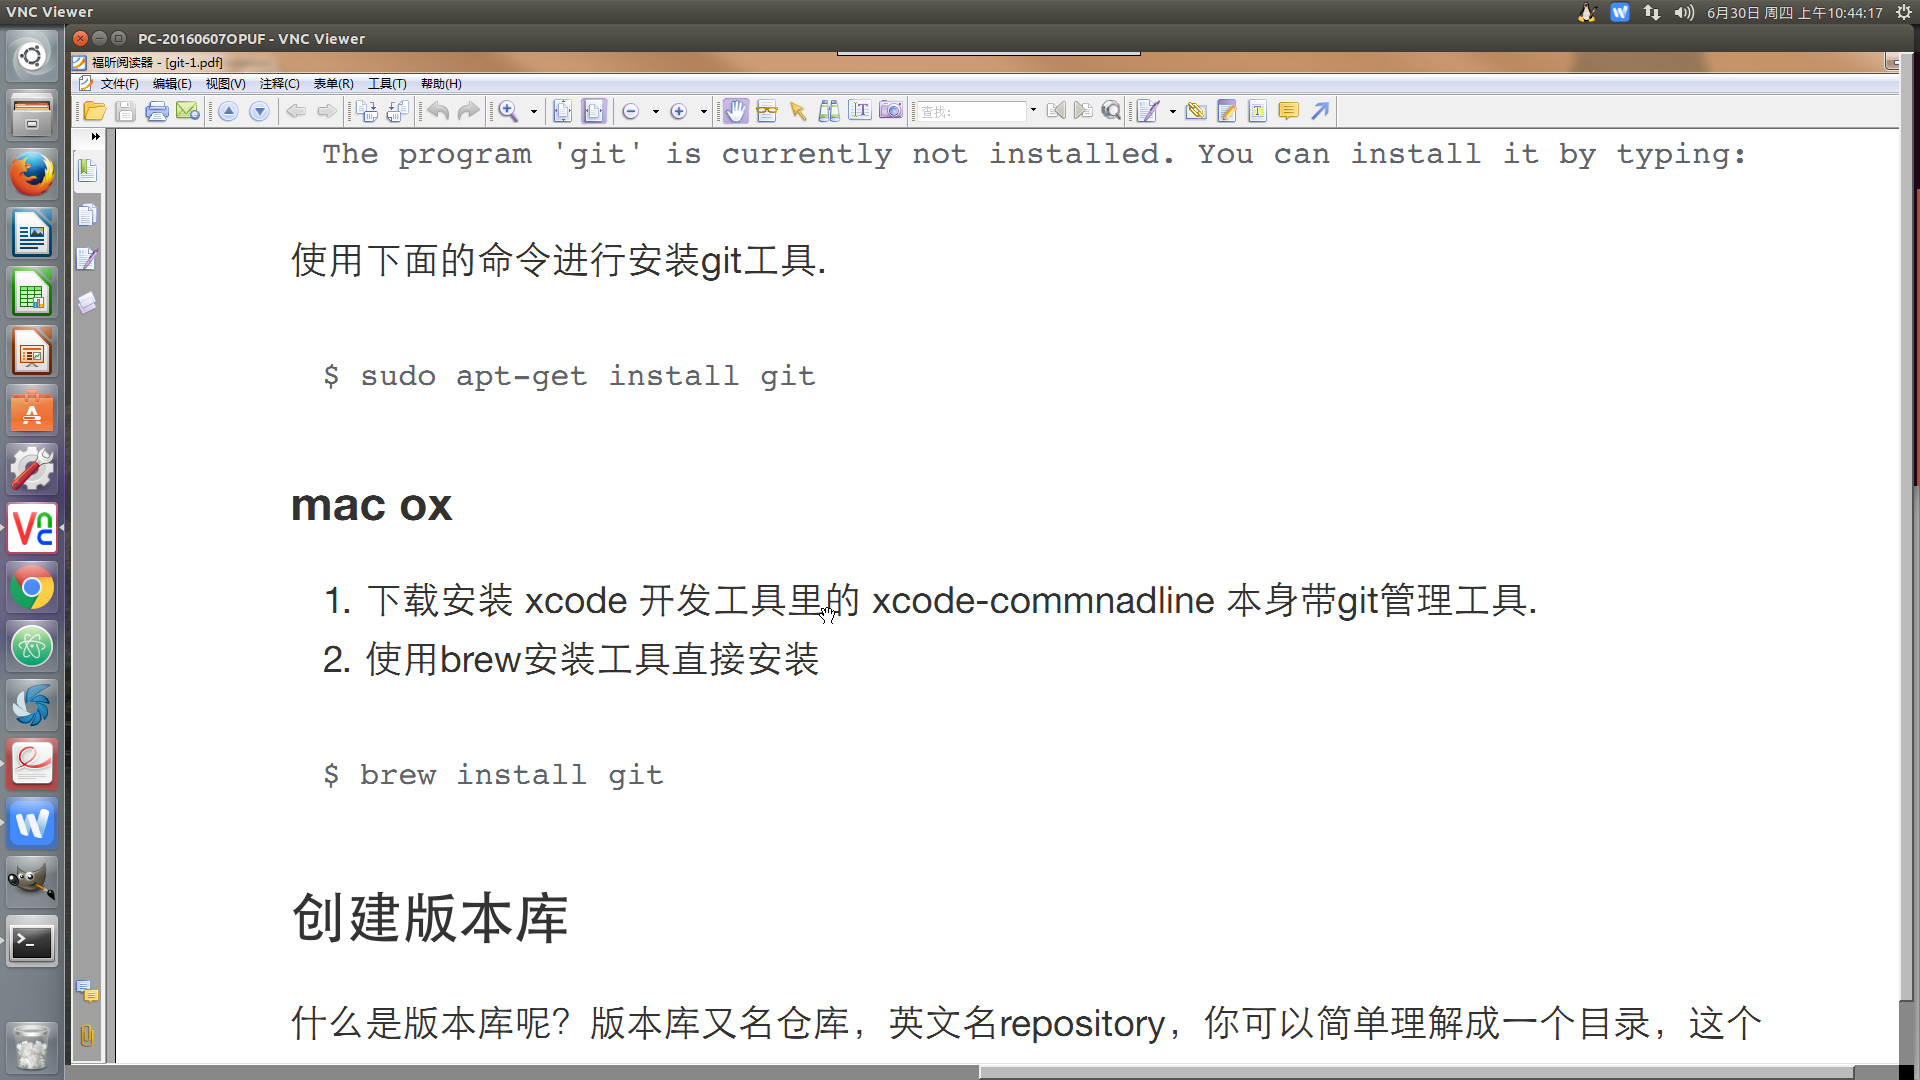 VNC Viewer
6月30日 周四 上午10:44:17
PC-20160607OPUF - VNC Viewer
福昕阅读器 - [git-1.pdf]
文件(F) 编辑(E) 视图(V) 注释(C) 表单(R) 工具(T) 帮助(H)
查找:
The program 'git' is currently not installed. You can install it by typing:
使用下面的命令进行安装git工具.
$ sudo apt-get install git
mac ox
1. 下载安装 xcode 开发工具里的 xcode-commnadline 本身带git管理工具.
2. 使用brew安装工具直接安装
$ brew install git
创建版本库
什么是版本库呢？版本库又名仓库，英文名repository，你可以简单理解成一个目录，这个